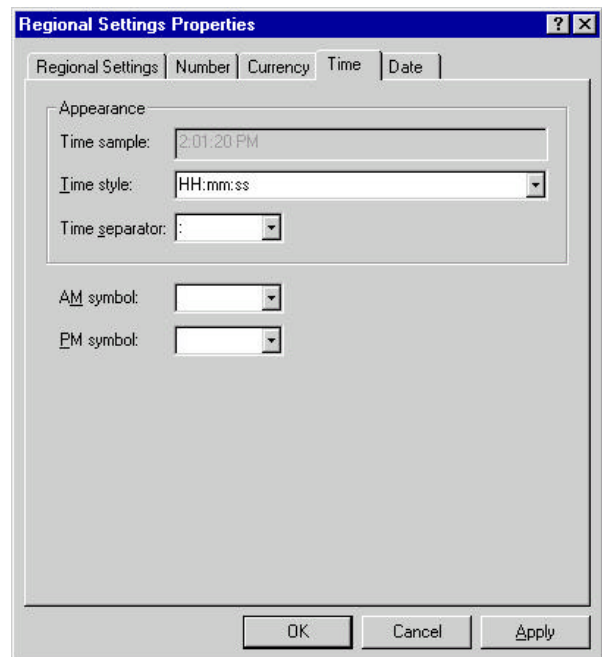 Regional Settings Properties
Regional Settings Number Currency Time Date
Appearance
Time sample: 2:01:20 PM
Time style: HH:mm:ss
Time separator: :
AM symbol:
PM symbol:
OK Cancel Apply